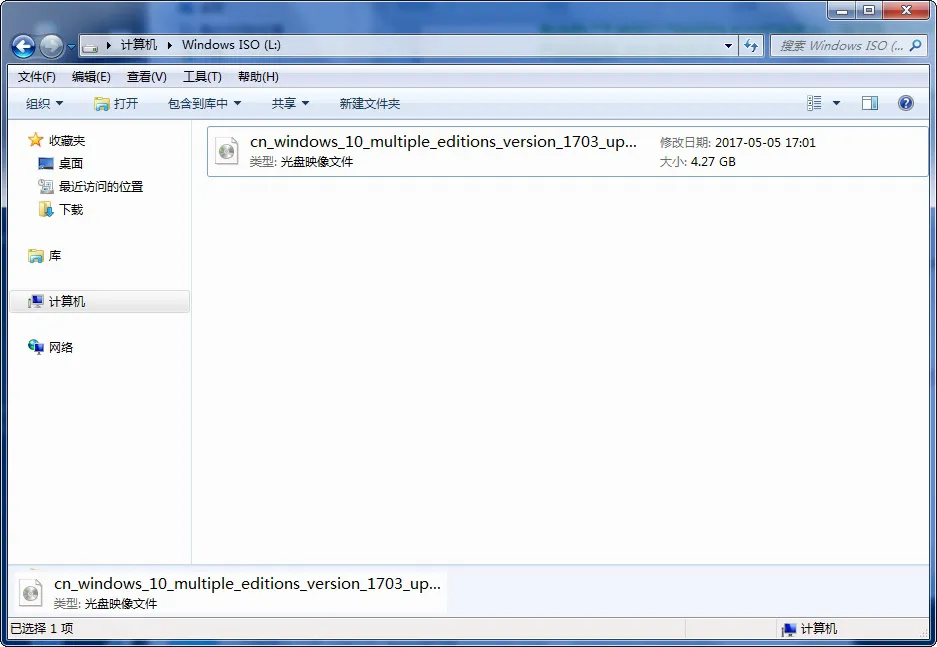 计算机 Windows ISO (L:)
搜索 Windows ISO (...
文件(F) 编辑(E) 查看(V) 工具(T) 帮助(H)
组织 打开 包含到库中 共享 新建文件夹
收藏夹
桌面
最近访问的位置
下载
库
计算机
网络
cn_windows_10_multiple_editions_version_1703_up... 修改日期: 2017-05-05 17:01
类型: 光盘映像文件 大小: 4.27 GB
cn_windows_10_multiple_editions_version_1703_up...
类型: 光盘映像文件
已选择 1 项 计算机